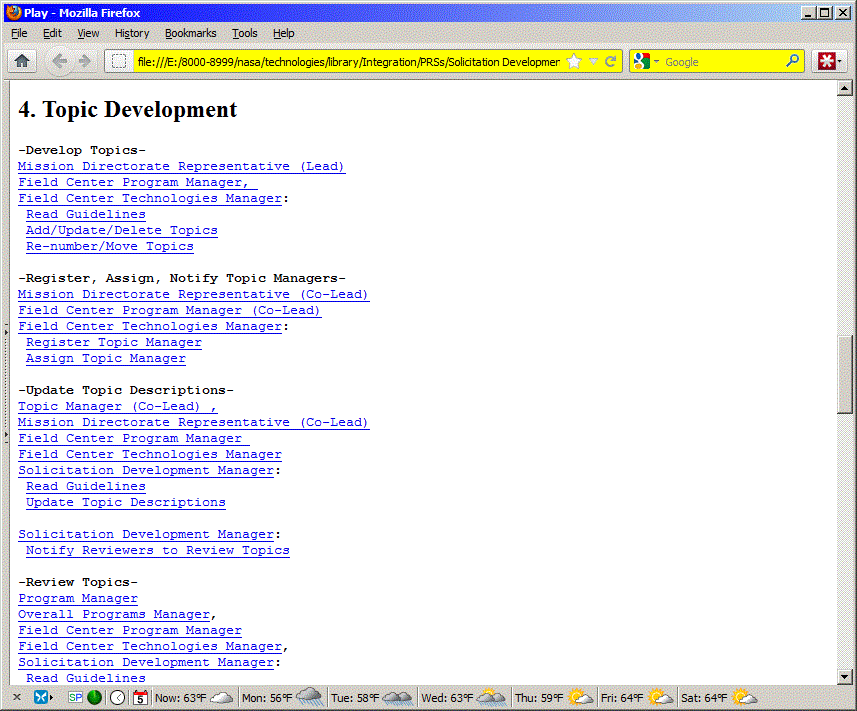 Play - Mozilla Firefox
File Edit View History Bookmarks Tools Help
file:///E:/8000-8999/nasa/technologies/library/Integration/PRSs/Solicitation Developmen Google
4. Topic Development
-Develop Topics-
Mission Directorate Representative (Lead)
Field Center Program Manager,
Field Center Technologies Manager:
Read Guidelines
Add/Update/Delete Topics
Re-number/Move Topics
-Register, Assign, Notify Topic Managers-
Mission Directorate Representative (Co-Lead)
Field Center Program Manager (Co-Lead)
Field Center Technologies Manager:
Register Topic Manager
Assign Topic Manager
-Update Topic Descriptions-
Topic Manager (Co-Lead) ,
Mission Directorate Representative (Co-Lead)
Field Center Program Manager
Field Center Technologies Manager
Solicitation Development Manager:
Read Guidelines
Update Topic Descriptions
Solicitation Development Manager:
Notify Reviewers to Review Topics
-Review Topics-
Program Manager
Overall Programs Manager,
Field Center Program Manager
Field Center Technologies Manager,
Solicitation Development Manager:
Read Guidelines
SP 5 Now: 63°F Mon: 56°F Tue: 58°F Wed: 63°F Thu: 59°F Fri: 64°F Sat: 64°F